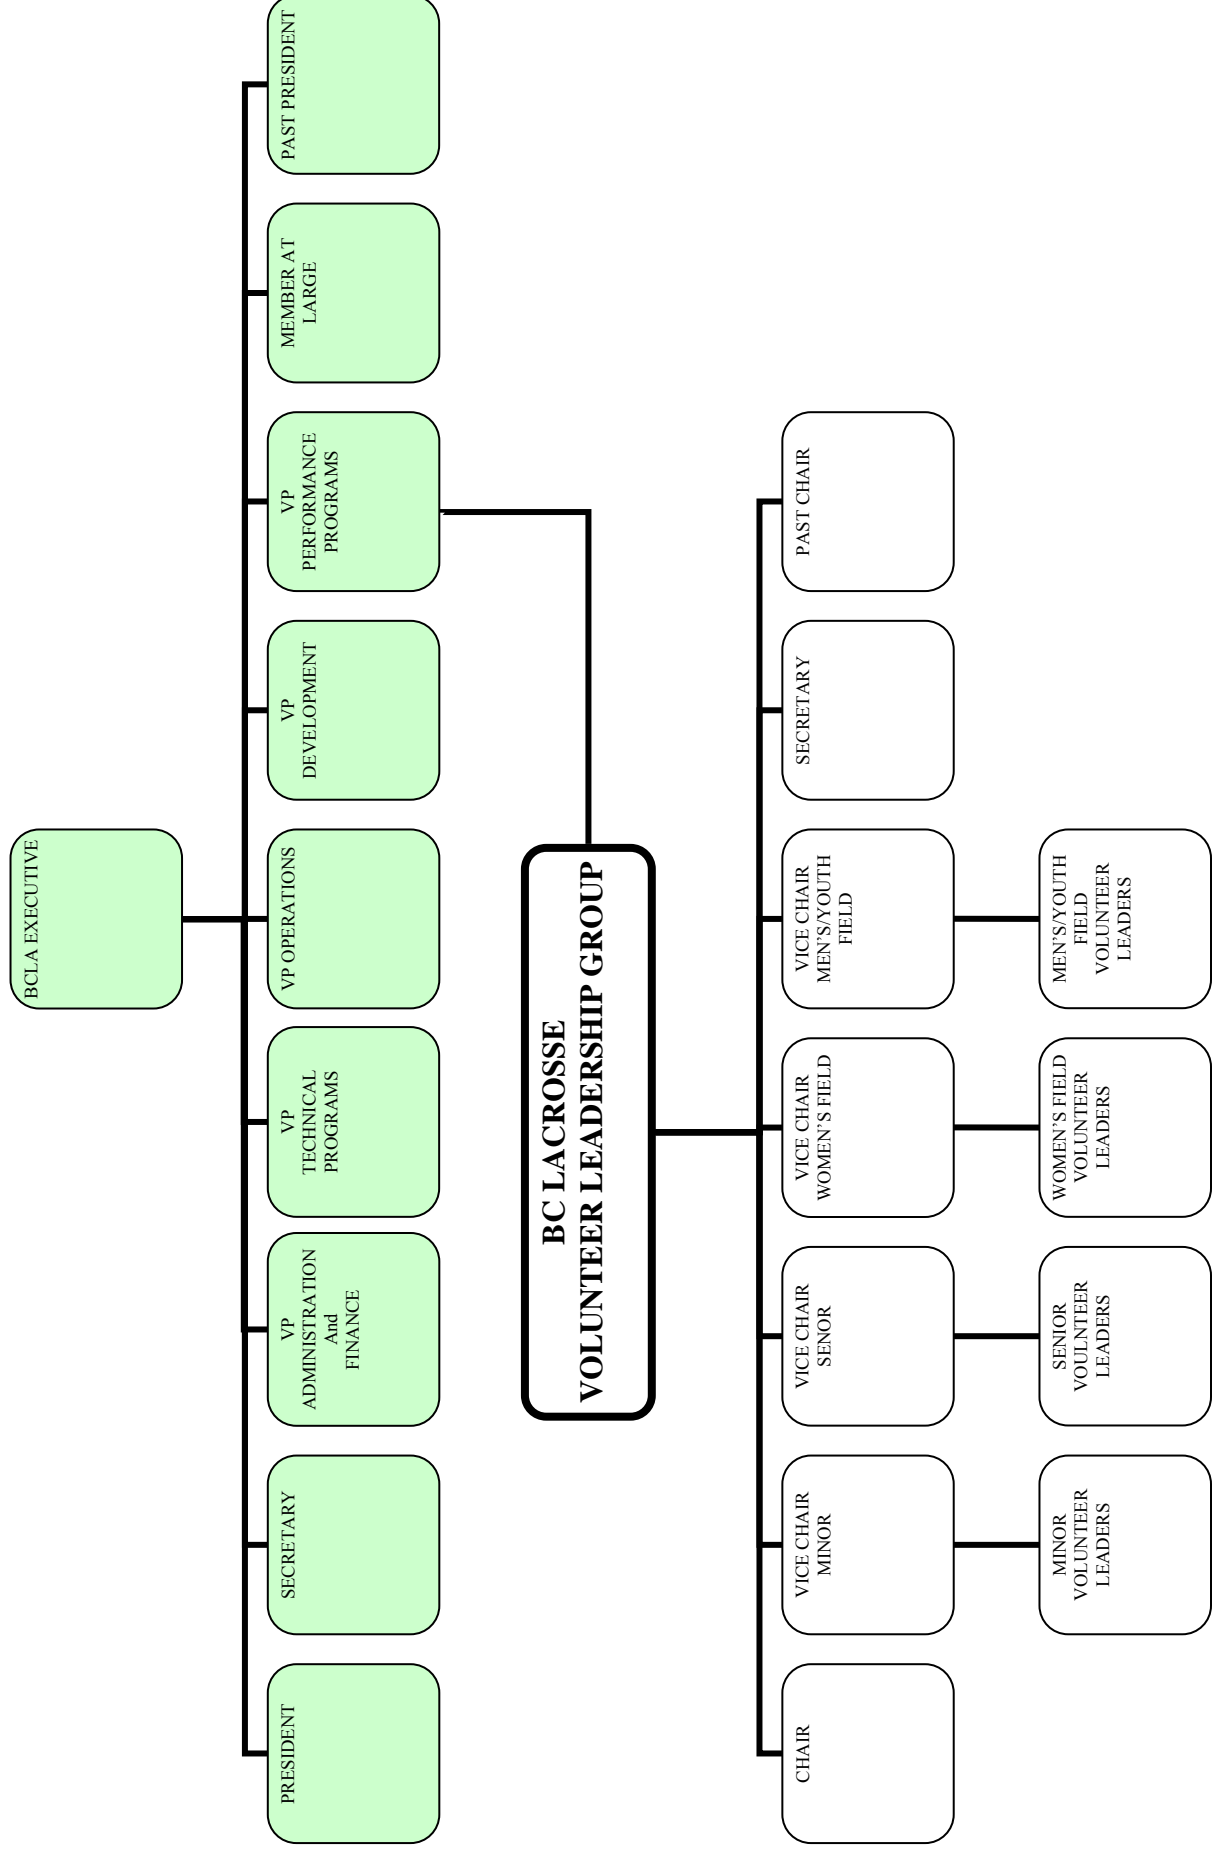 BCLA EXECUTIVE
PRESIDENT
SECRETARY
VP
ADMINISTRATION
And
FINANCE
VP
TECHNICAL
PROGRAMS
VP OPERATIONS
VP
DEVELOPMENT
VP
PERFORMANCE
PROGRAMS
MEMBER AT
LARGE
PAST PRESIDENT
BC LACROSSE
VOLUNTEER LEADERSHIP GROUP
CHAIR
VICE CHAIR
MINOR
VICE CHAIR
SENOR
VICE CHAIR
WOMEN'S FIELD
VICE CHAIR
MEN'S/YOUTH
FIELD
SECRETARY
PAST CHAIR
MINOR
VOLUNTEER
LEADERS
SENIOR
VOULNTEER
LEADERS
WOMEN'S FIELD
VOLUNTEER
LEADERS
MEN'S/YOUTH
FIELD
VOLUNTEER
LEADERS